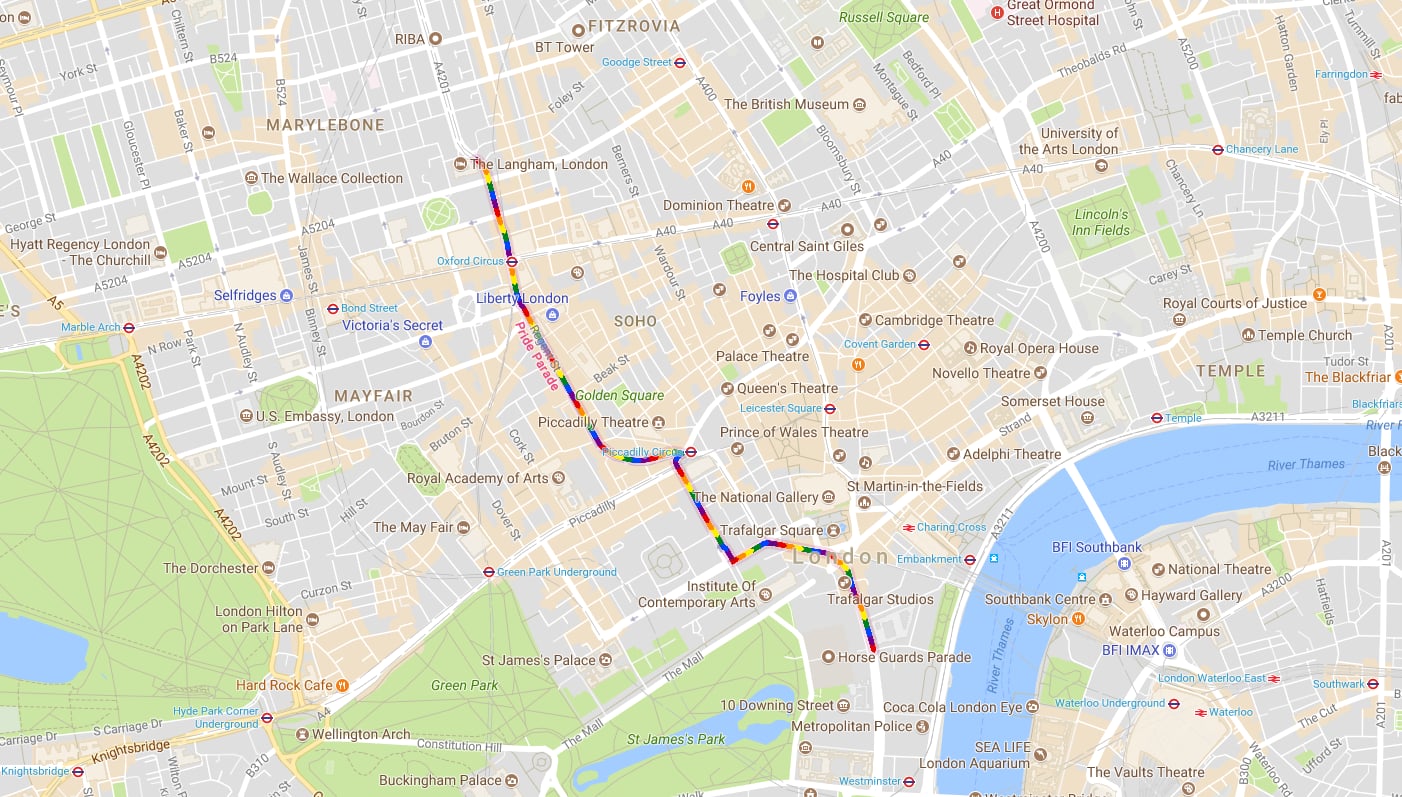 Great Ormond
Street Hospital
Russell Square
FITZROVIA
RIBA
BT Tower
Goodge Street
Chiltern St
B524
York St
Seymour Pl
A4201
B524
Foley St
A400
Bedford Pl
Montague St
Theobalds Rd
A5200
Hatton Garden
Turnmill St
Farringdon
fab
The British Museum
MARYLEBONE
Baker St
Gloucester Pl
Bloomsbury St
University of
the Arts London
Ely Pl
Chancery Lane
A40
A40
The Langham, London
The Wallace Collection
Berners St
Chancery Ln
Dominion Theatre
A40
A40
A40
George St
A5204
Central Saint Giles
Lincoln's
Inn Fields
A4200
Hyatt Regency London
- The Churchill
A5204
A5204
Oxford Circus
Wardour St
The Hospital Club
Carey St
James St
A5
Selfridges
Bond Street
Liberty London
Foyles
Royal Courts of Justice
E'S
Marble Arch
Victoria's Secret
SOHO
Cambridge Theatre
Covent Garden
Royal Opera House
Temple Church
A201
N Row
Park St
N Audley St
Binney St
Regent St
Pride Parade
Beak St
Palace Theatre
Tudor St
A4202
Novello Theatre
TEMPLE
The Blackfriar
MAYFAIR
Golden Square
Queen's Theatre
Somerset House
Leicester Square
Blackfriars
U.S. Embassy, London
Bourdon St
Piccadilly Theatre
Strand
Temple
A3211
River
Bruton St
Cork St
Prince of Wales Theatre
A4202
S Audley St
Piccadilly Circus
Adelphi Theatre
Black
River Thames
Royal Academy of Arts
Mount St
St Martin-in-the-Fields
The National Gallery
South St
Hill St
Dover St
Piccadilly
A4202
The May Fair
Trafalgar Square
Charing Cross
A3211
London
Embankment
BFI Southbank
A201
The Dorchester
Green Park Underground
National Theatre
A3200
Curzon St
Institute Of
Contemporary Arts
Trafalgar Studios
Southbank Centre
Hayward Gallery
Hatfields
London Hilton
on Park Lane
Skylon
Waterloo Campus
River Thames
BFI IMAX
St James's Palace
The Mall
Horse Guards Parade
London Waterloo East
Southwark
Hard Rock Cafe
Green Park
10 Downing Street
Coca Cola London Eye
Waterloo Underground
Waterloo
The Cut
A201
Hyde Park Corner
Underground
A4
Metropolitan Police
S Carriage Dr
Carriage Dr
Wellington Arch
The Mall
St James's Park
Knightsbridge
Constitution Hill
SEA LIFE
London Aquarium
Ufford St
Knightsbridge
Wilton
B310
Buckingham Palace
Westminster
The Vaults Theatre
B300
Waterloo Rd
Walk
Westminster Bridge